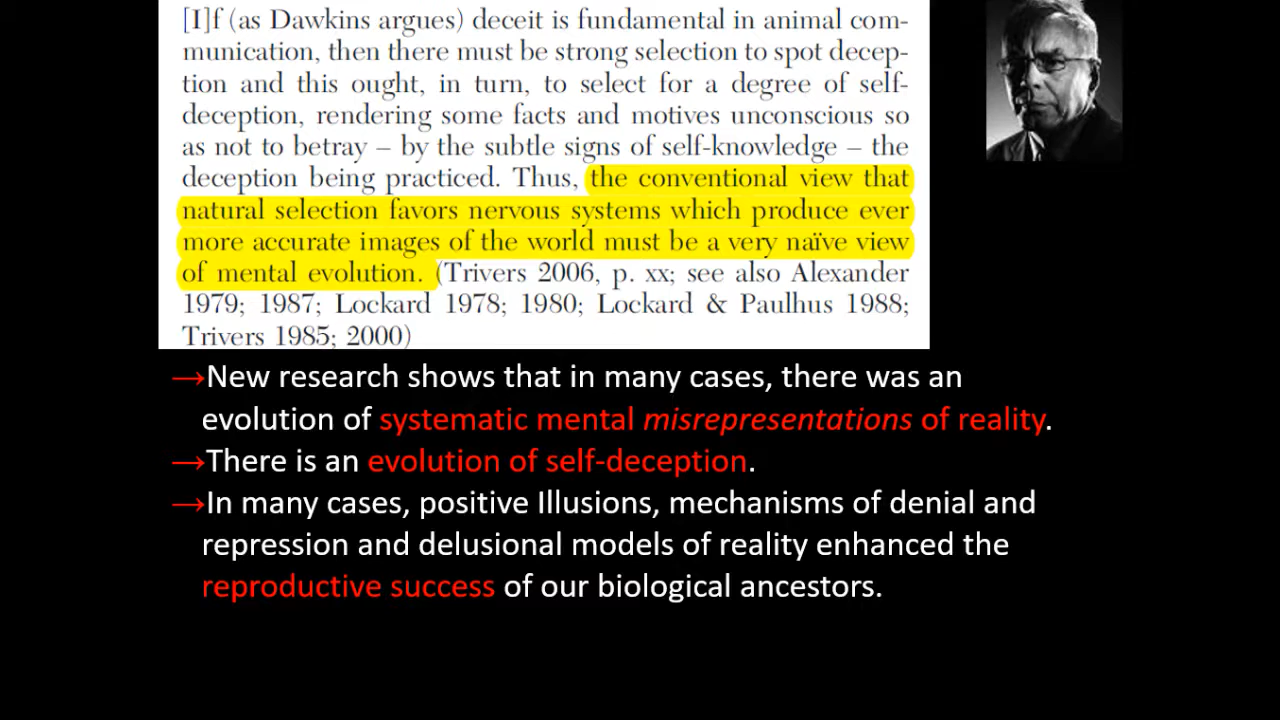 [I]f (as Dawkins argues) deceit is fundamental in animal com-
munication, then there must be strong selection to spot decep-
tion and this ought, in turn, to select for a degree of self-
deception, rendering some facts and motives unconscious so
as not to betray – by the subtle signs of self-knowledge – the
deception being practiced. Thus, the conventional view that
natural selection favors nervous systems which produce ever
more accurate images of the world must be a very naïve view
of mental evolution. (Trivers 2006, p. xx; see also Alexander
1979; 1987; Lockard 1978; 1980; Lockard & Paulhus 1988;
Trivers 1985; 2000)
→New research shows that in many cases, there was an
evolution of systematic mental misrepresentations of reality.
→There is an evolution of self-deception.
→In many cases, positive Illusions, mechanisms of denial and
repression and delusional models of reality enhanced the
reproductive success of our biological ancestors.